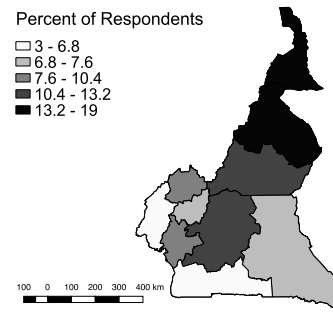 Percent of Respondents
3 - 6.8
6.8 - 7.6
7.6 - 10.4
10.4 - 13.2
13.2 - 19
100 0 100 200 300 400 km